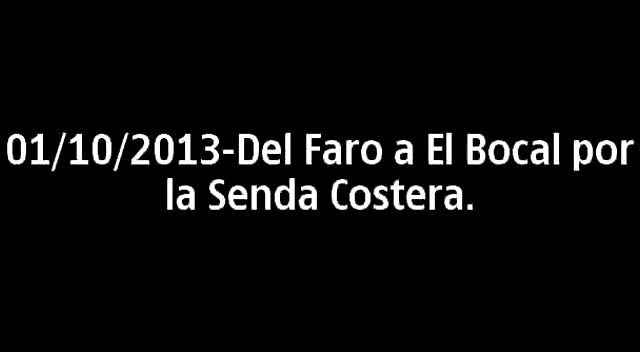 01/10/2013-Del Faro a El Bocal por
la Senda Costera.